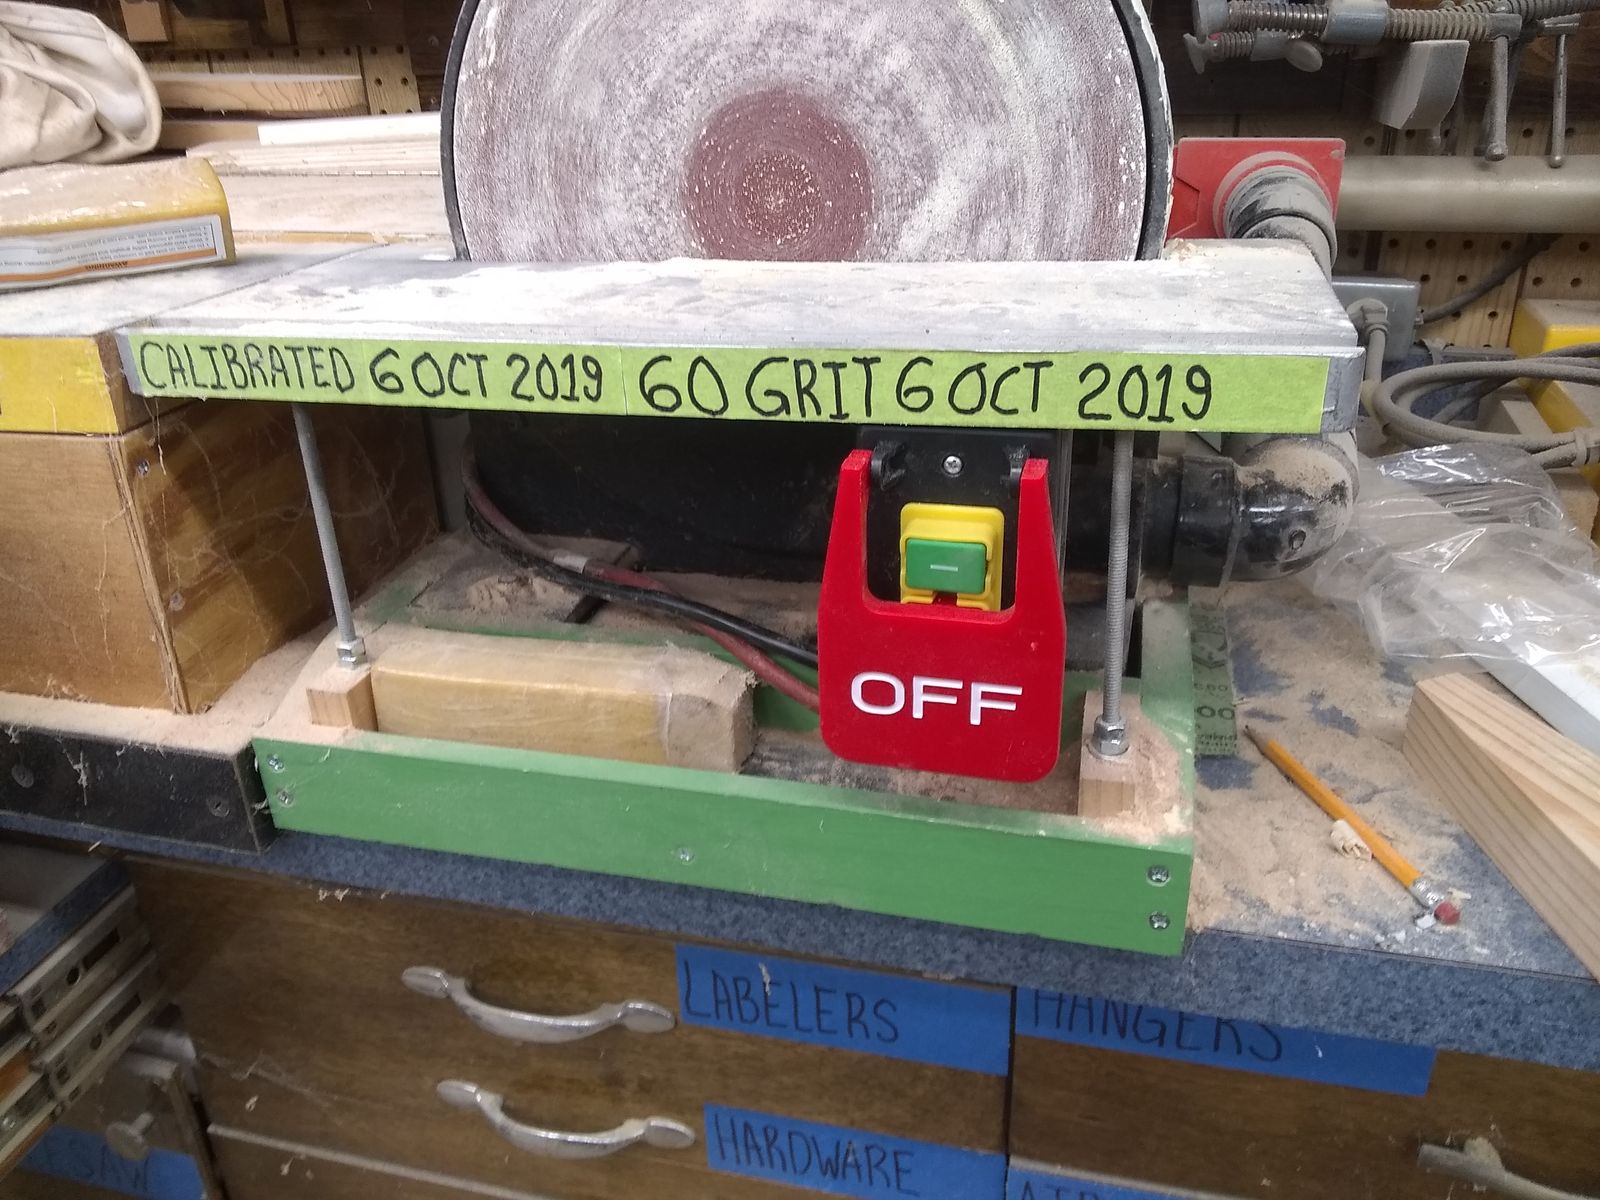 CALIBRATED 6 OCT 2019 60 GRIT 6 OCT 2019
OFF
LABELERS
HANGERS
HARDWARE